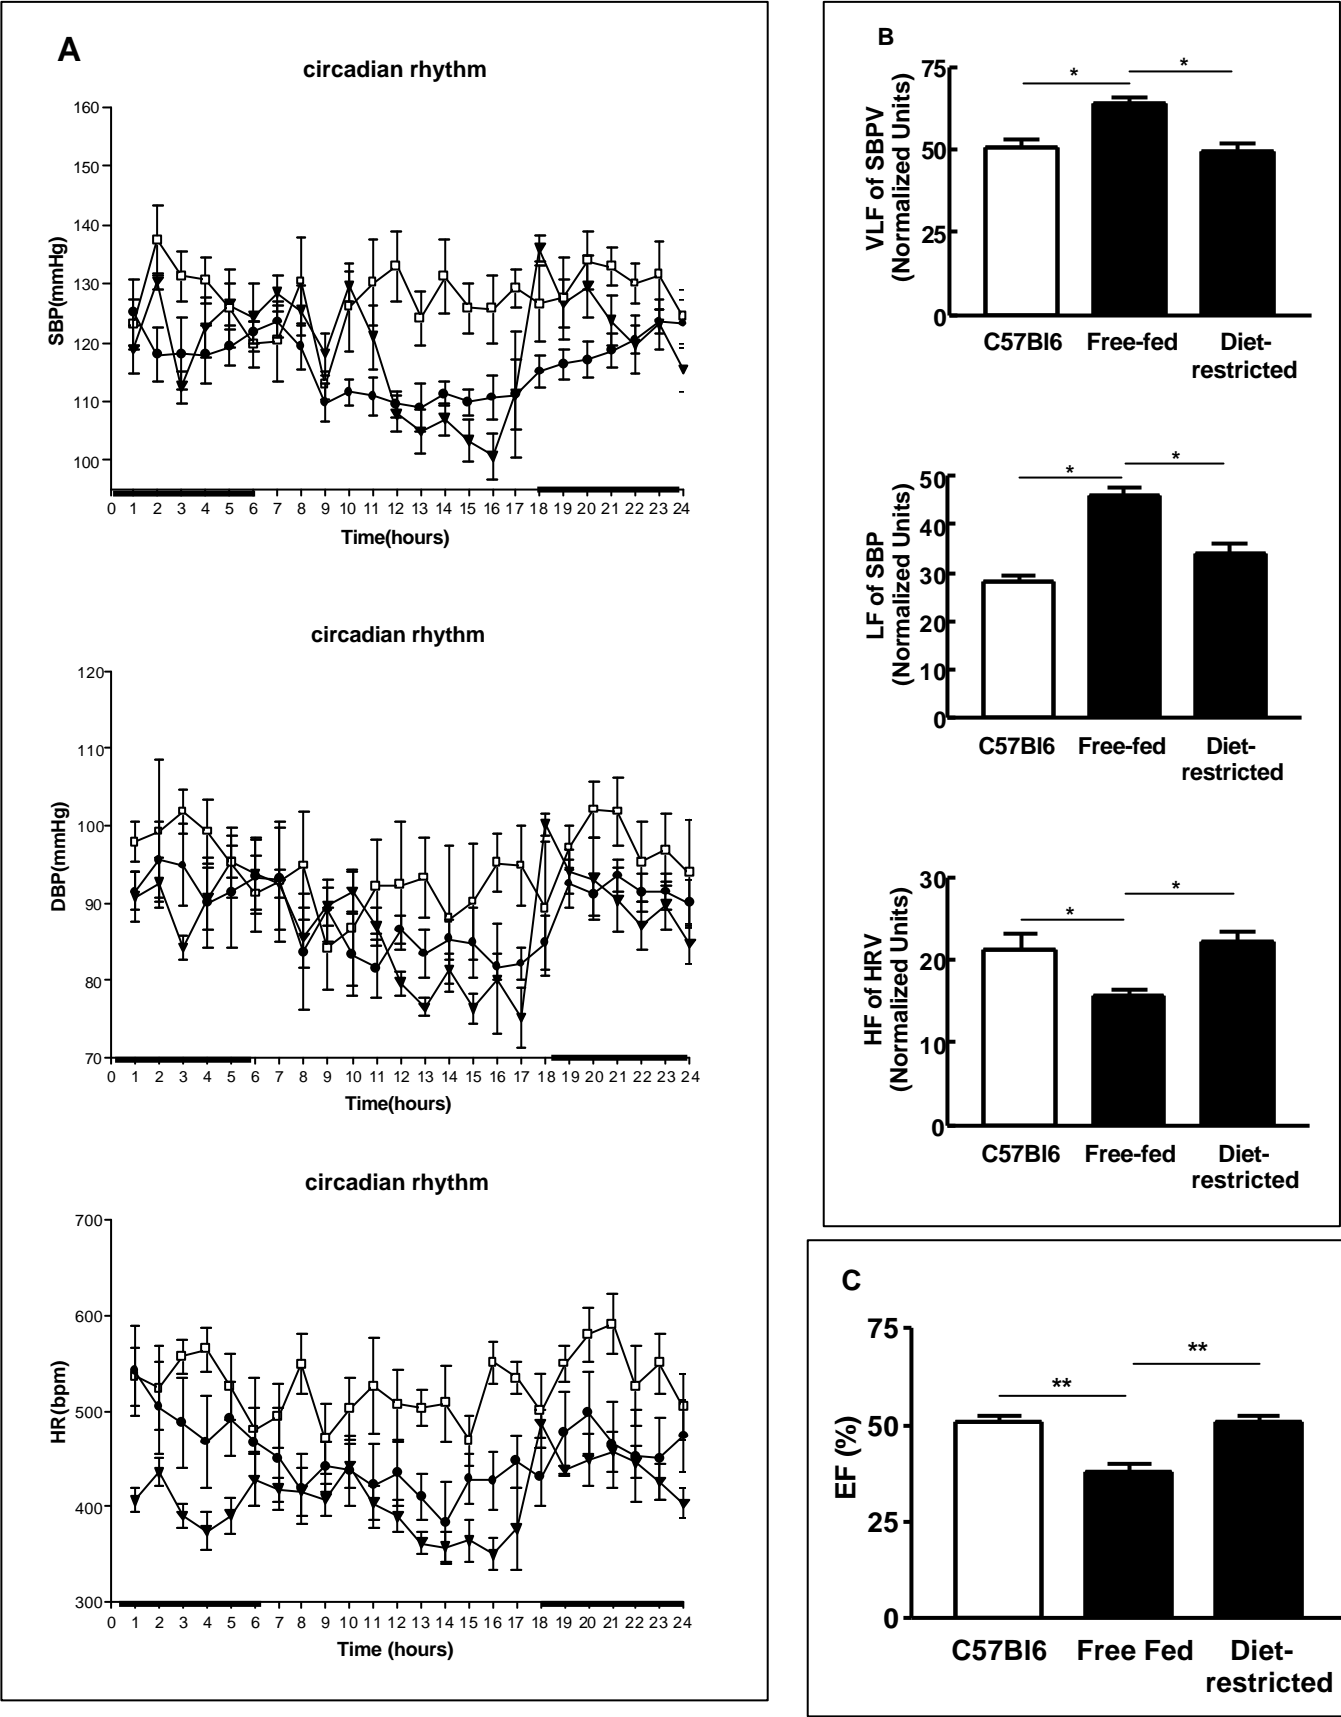 A
circadian rhythm
160
150
140
130
120
110
100
SBP(mmHg)
0 1 2 3 4 5 6 7 8 9 10 11 12 13 14 15 16 17 18 19 20 21 22 23 24
Time(hours)
circadian rhythm
120
110
100
90
80
70
DBP(mmHg)
0 1 2 3 4 5 6 7 8 9 10 11 12 13 14 15 16 17 18 19 20 21 22 23 24
Time(hours)
circadian rhythm
700
600
500
400
300
HR(bpm)
0 1 2 3 4 5 6 7 8 9 10 11 12 13 14 15 16 17 18 19 20 21 22 23 24
Time (hours)
B
VLF of SBPV
(Normalized Units)
75
50
25
0
* *
C57Bl6 Free-fed Diet-
restricted
LF of SBP
(Normalized Units)
50
40
30
20
10
0
* *
C57Bl6 Free-fed Diet-
restricted
HF of HRV
(Normalized Units)
30
20
10
0
* *
C57Bl6 Free-fed Diet-
restricted
C
EF (%)
75
50
25
0
** **
C57Bl6 Free Fed Diet-
restricted